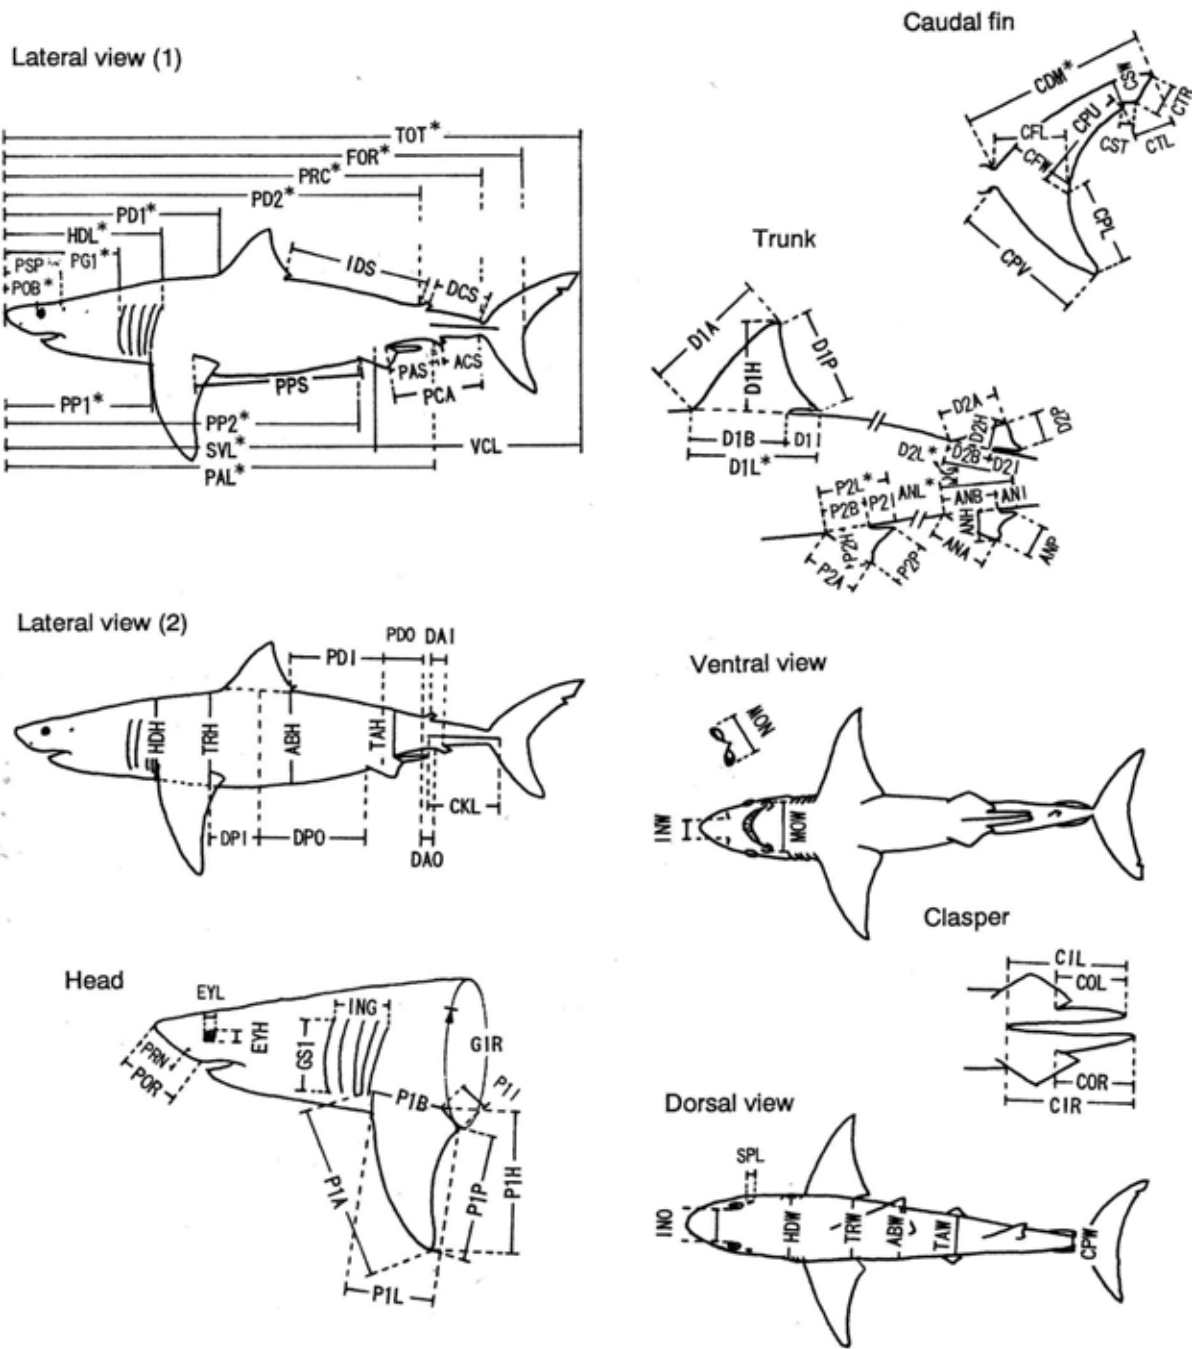 Lateral view (1)
TOT*
FOR*
PRC*
PD2*
PD1*
HDL*
PSP PG1*
POB*
IDS
DCS
PAS ACS
PPS
PCA
PP1*
PP2*
SVL* VCL
PAL*
Caudal fin
CDM*
CSW
CTR
CPU
CFL
CST CTL
CFW
CPL
CPV
Trunk
D1A
D1H
D1P
D1B D1I
D1L*
D2A
D2H
D2P
D2L* D2B D2I
P2L* ANL*
P2B P2I ANB ANI
P2H
ANH
ANA
ANP
P2A
P2P
Lateral view (2)
PDI PDO DAI
HDH
TRH
ABH
TAH
CKL
DPI DPO
DAO
Ventral view
MON
INW
MOW
Clasper
CIL
COL
COR
CIR
Head
EYL
ING
EYH
GS1
GIR
PRN
POR
P1B
P1I
P1A
P1P
P1H
P1L
Dorsal view
SPL
INO
HDW
TRW
ABW
TAW
CPW